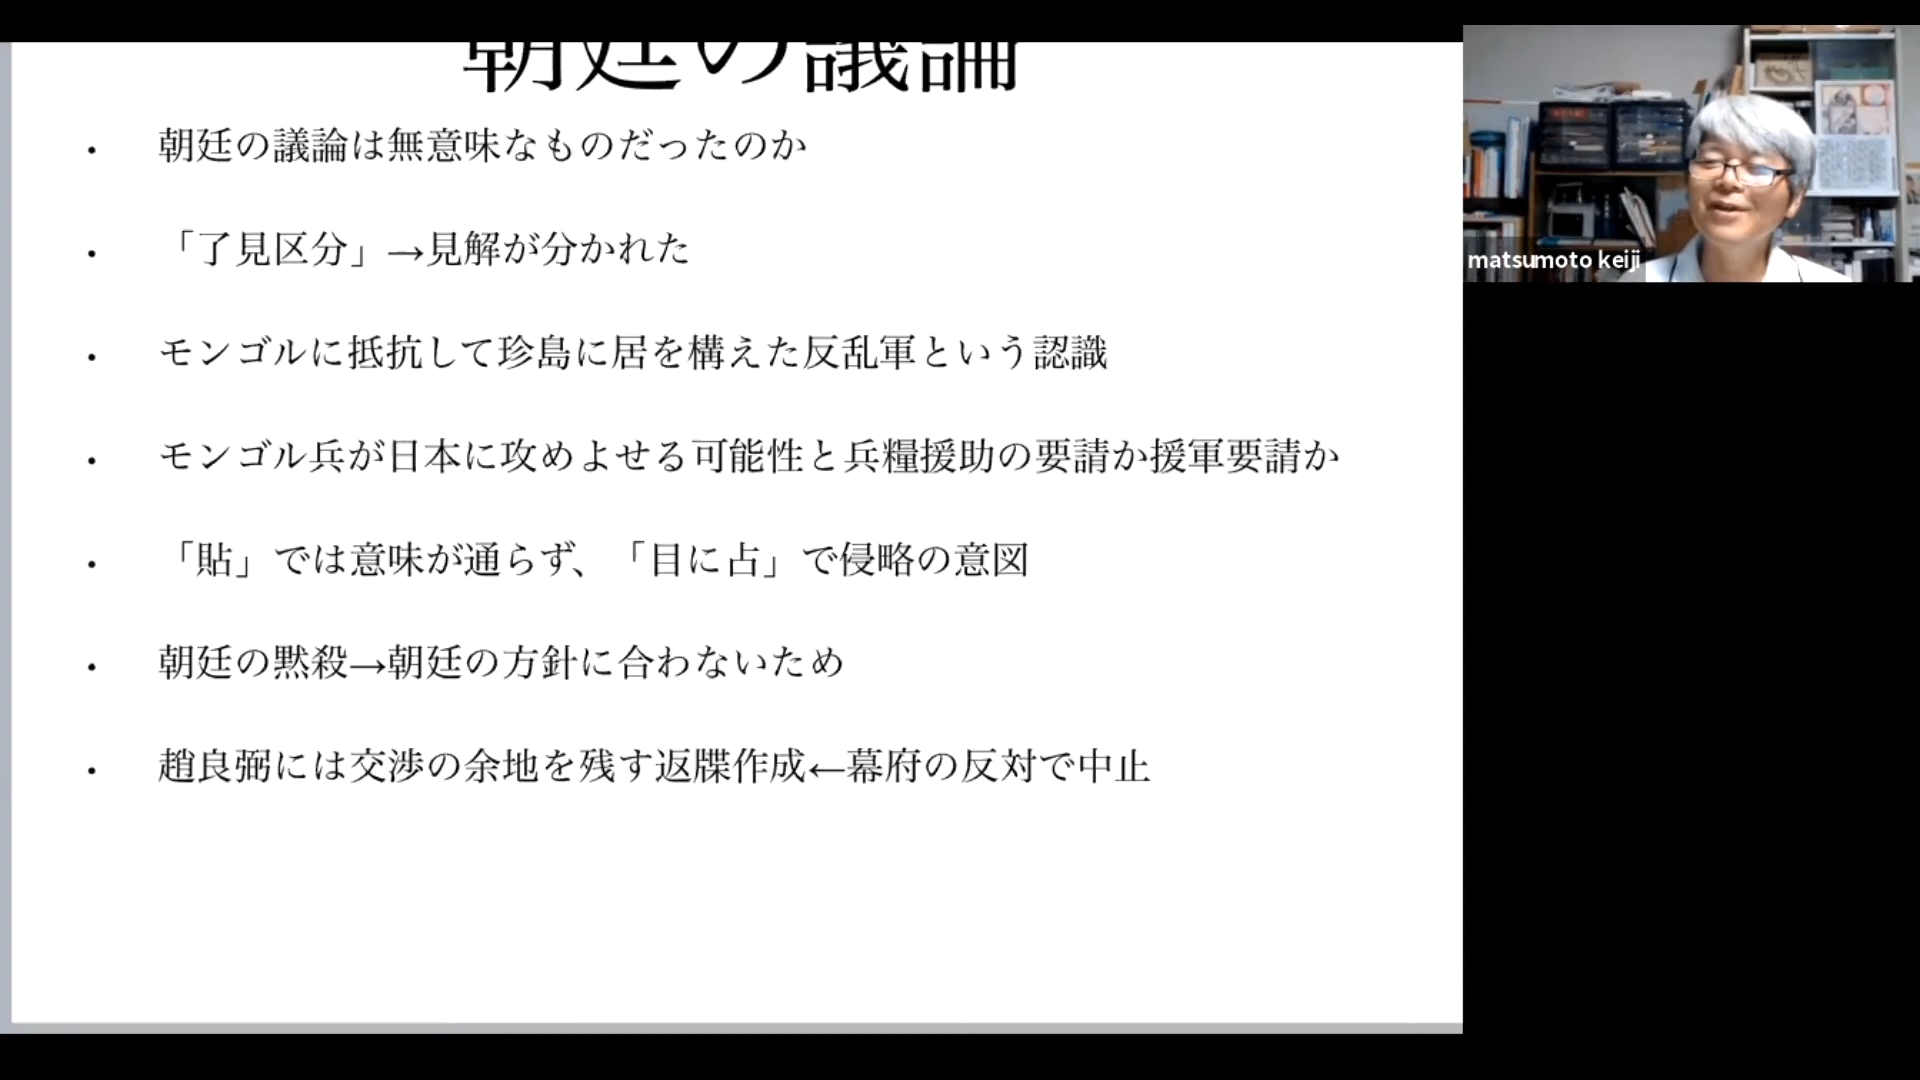 朝廷の議論
• 朝廷の議論は無意味なものだったのか
• 「了見区分」→見解が分かれた
• モンゴルに抵抗して珍島に居を構えた反乱軍という認識
• モンゴル兵が日本に攻めよせる可能性と兵糧援助の要請か援軍要請か
• 「貼」では意味が通らず、「目に占」で侵略の意図
• 朝廷の黙殺→朝廷の方針に合わないため
• 趙良弼には交渉の余地を残す返牒作成←幕府の反対で中止
matsumoto keiji